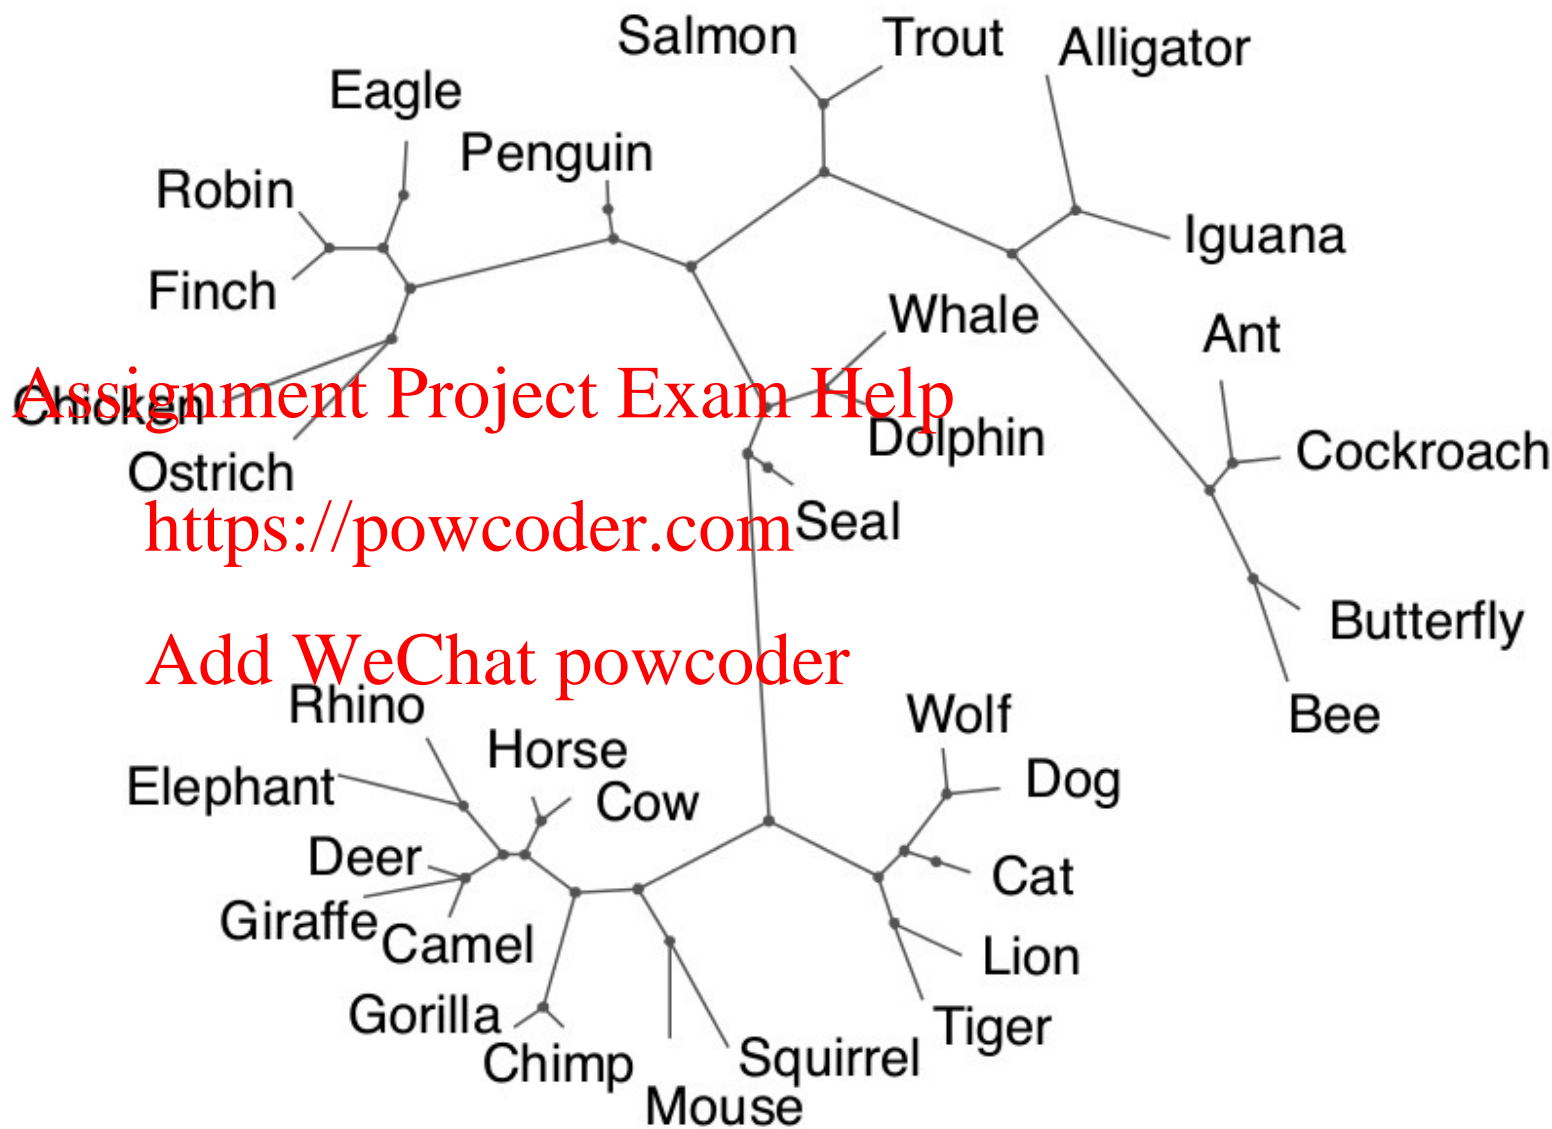 Salmon Trout Alligator
Eagle
Penguin
Robin
Iguana
Finch
Whale
Ant
Chicken
Assignment Project Exam Help
Dolphin
Cockroach
Ostrich
Seal
https://powcoder.com
Butterfly
Add WeChat powcoder
Rhino
Wolf
Bee
Horse
Elephant
Cow
Dog
Deer
Cat
Giraffe
Camel
Lion
Gorilla
Tiger
Chimp
Squirrel
Mouse